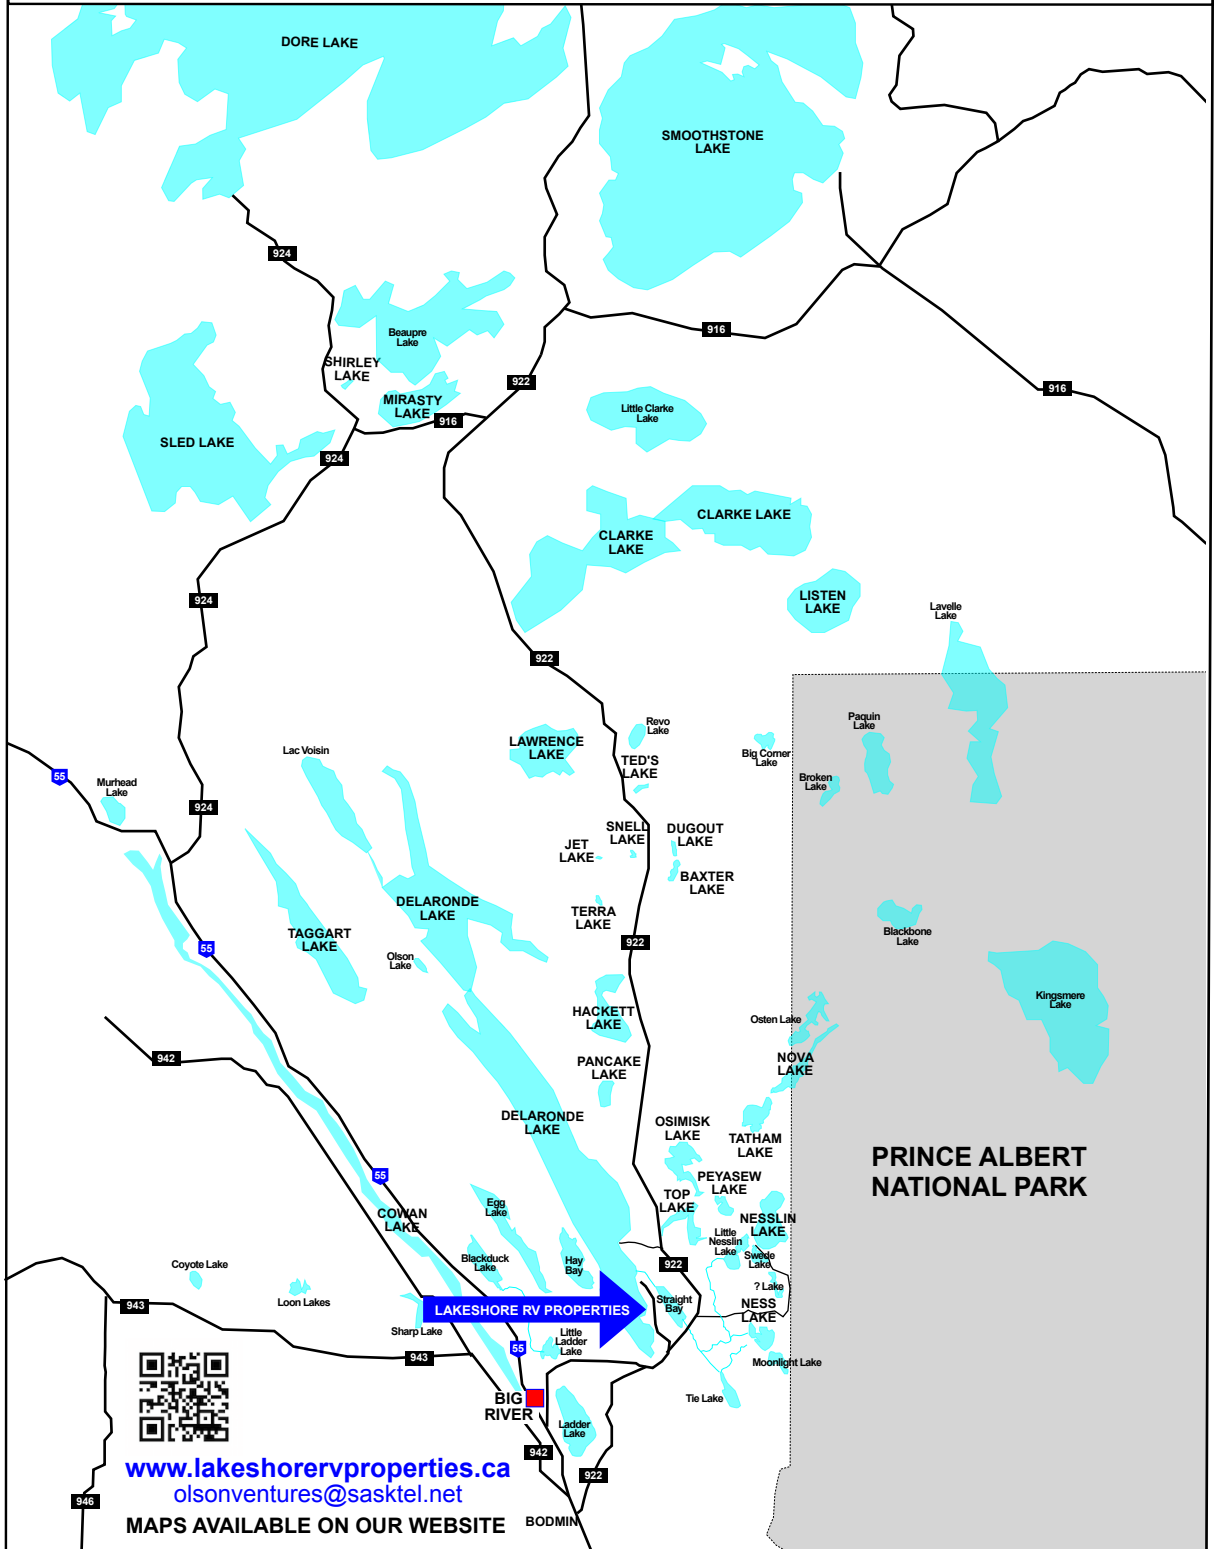 DORE LAKE
SMOOTHSTONE
LAKE
924
Beaupre
Lake
916
SHIRLEY
LAKE
922
916
MIRASTY
LAKE
916
Little Clarke
Lake
SLED LAKE
924
CLARKE LAKE
CLARKE
LAKE
924
LISTEN
LAKE
Lavelle
Lake
922
Revo
Lake
Paquin
Lake
LAWRENCE
LAKE
Lac Voisin
Big Corner
Lake
TED'S
LAKE
55
Murhead
Lake
Broken
Lake
924
SNELL
LAKE
DUGOUT
LAKE
JET
LAKE
BAXTER
LAKE
DELARONDE
LAKE
TERRA
LAKE
TAGGART
LAKE
Blackbone
Lake
922
55
Olson
Lake
Kingsmere
Lake
HACKETT
LAKE
Osten Lake
942
PANCAKE
LAKE
NOVA
LAKE
DELARONDE
LAKE
OSIMISK
LAKE
TATHAM
LAKE
PRINCE ALBERT
NATIONAL PARK
55
PEYASEW
LAKE
TOP
LAKE
Egg
Lake
COWAN
LAKE
NESSLIN
LAKE
Little
Nesslin
Lake
Swede
Lake
Blackduck
Lake
Hay
Bay
922
Coyote Lake
? Lake
Loon Lakes
Straight
Bay
943
LAKESHORE RV PROPERTIES
NESS
LAKE
Sharp Lake
Little
Ladder
Lake
55
943
Moonlight Lake
BIG
RIVER
Tie Lake
Ladder
Lake
942
www.lakeshorervproperties.ca
922
olsonventures@sasktel.net
946
MAPS AVAILABLE ON OUR WEBSITE
BODMIN